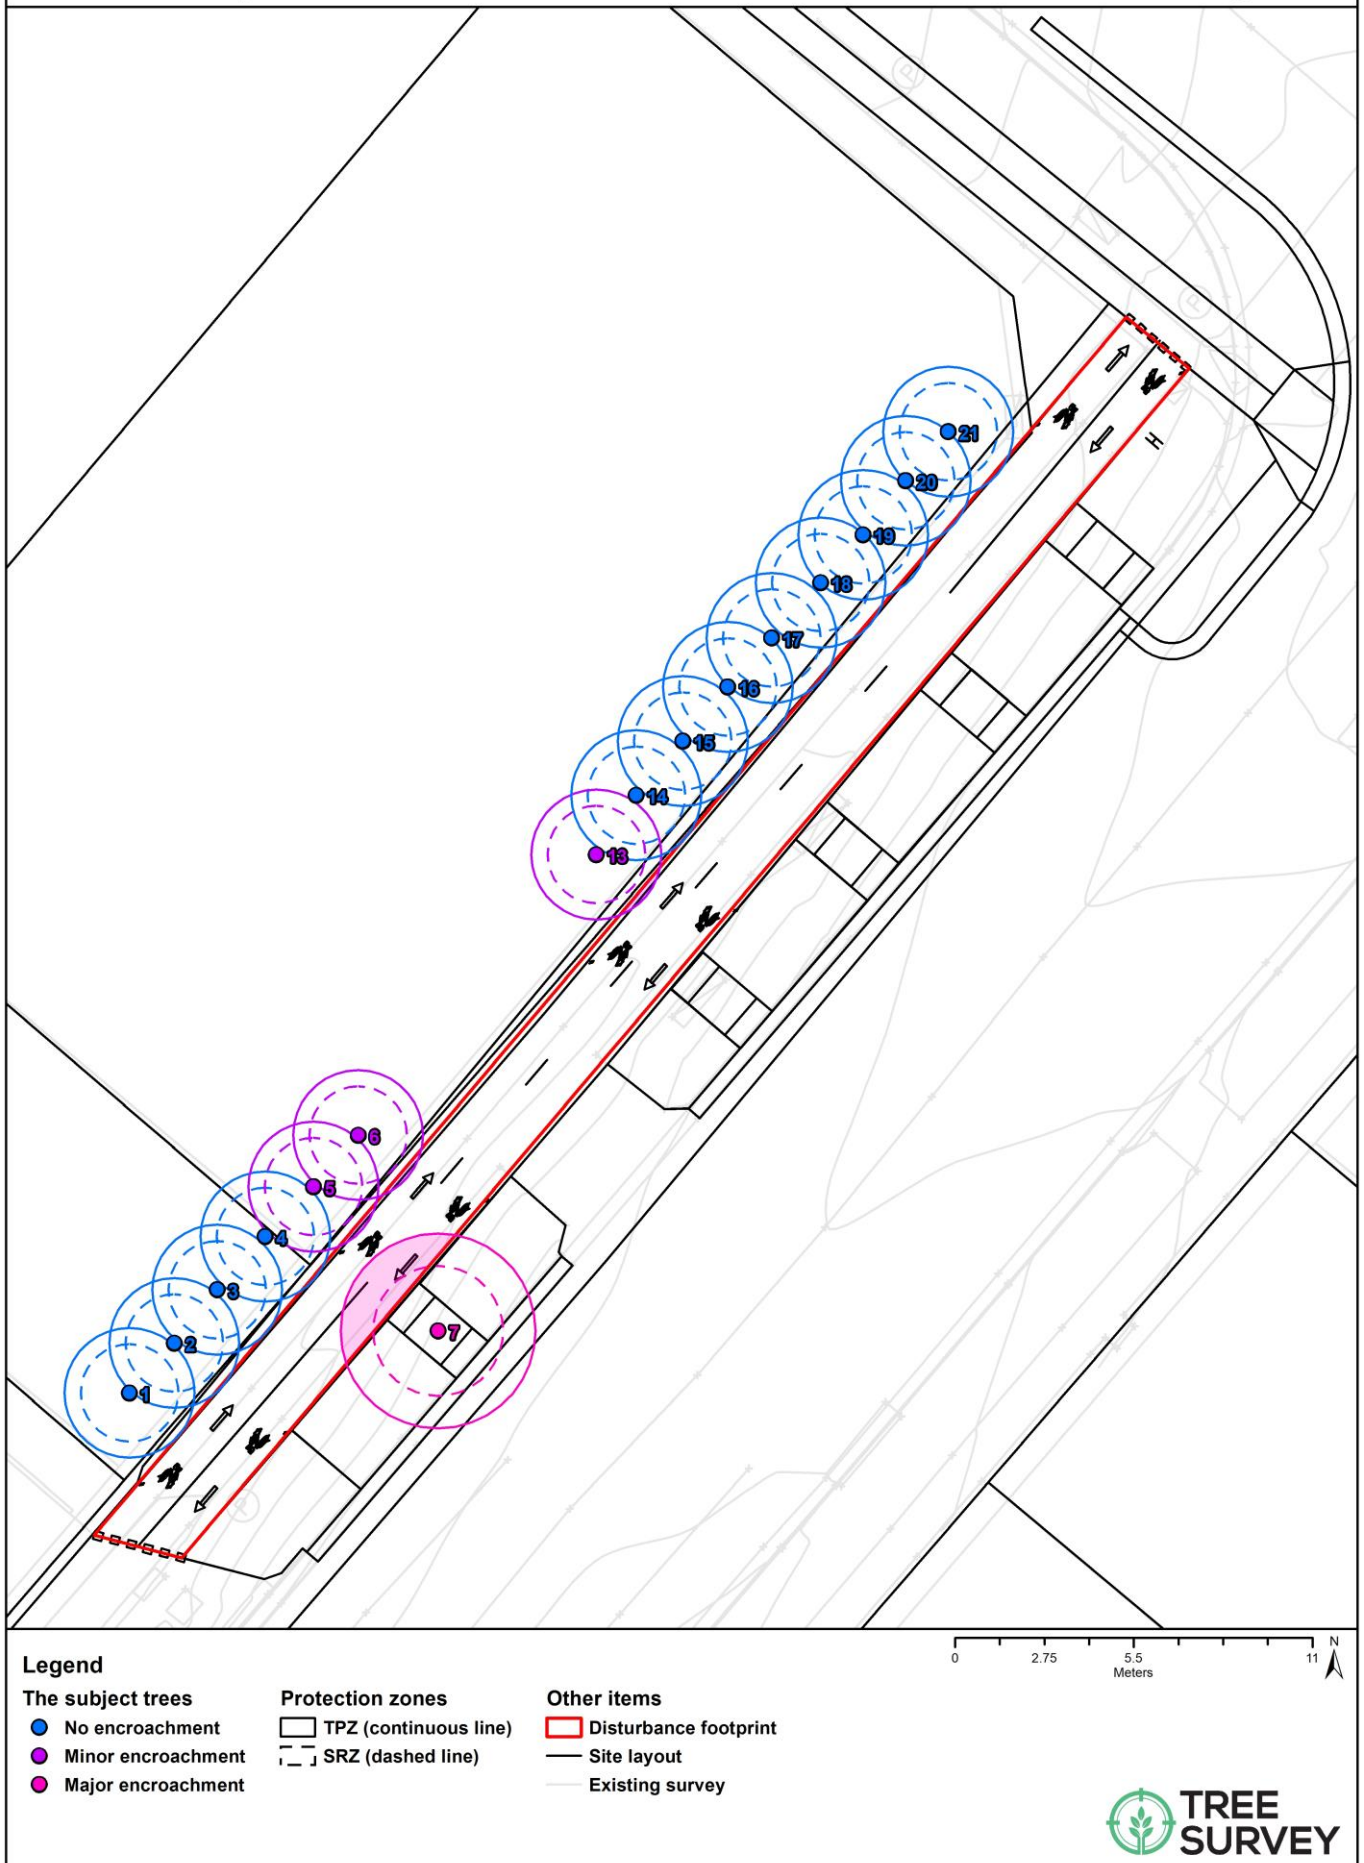 P
P
H
21
20
19
18
17
16
15
14
13
6
5
4
3
2
7
1
P
0 2.75 5.5 11
Meters
N
Legend
The subject trees
No encroachment
Minor encroachment
Major encroachment
Protection zones
TPZ (continuous line)
SRZ (dashed line)
Other items
Disturbance footprint
Site layout
Existing survey
TREE
SURVEY